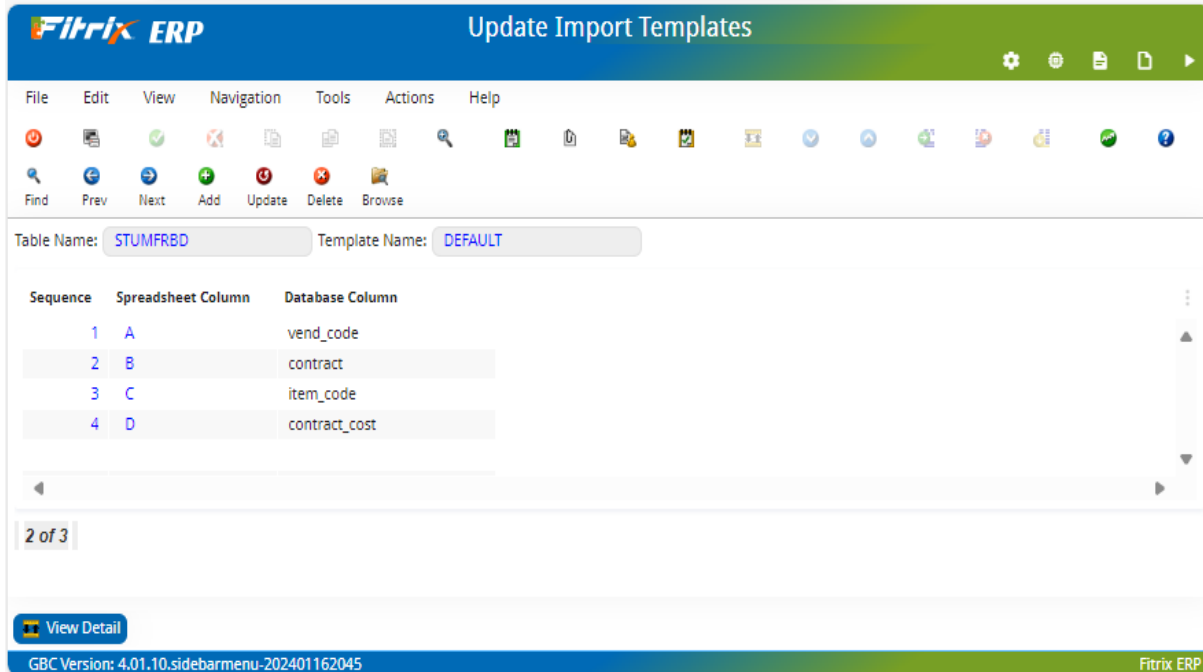 Fitrix ERP Update Import Templates
File Edit View Navigation Tools Actions Help
Find Prev Next Add Update Delete Browse
Table Name: STUMFRBD Template Name: DEFAULT
Sequence Spreadsheet Column Database Column
1 A vend_code
2 B contract
3 C item_code
4 D contract_cost
2 of 3
View Detail
GBC Version: 4.01.10.sidebarmenu-202401162045 Fitrix ERP